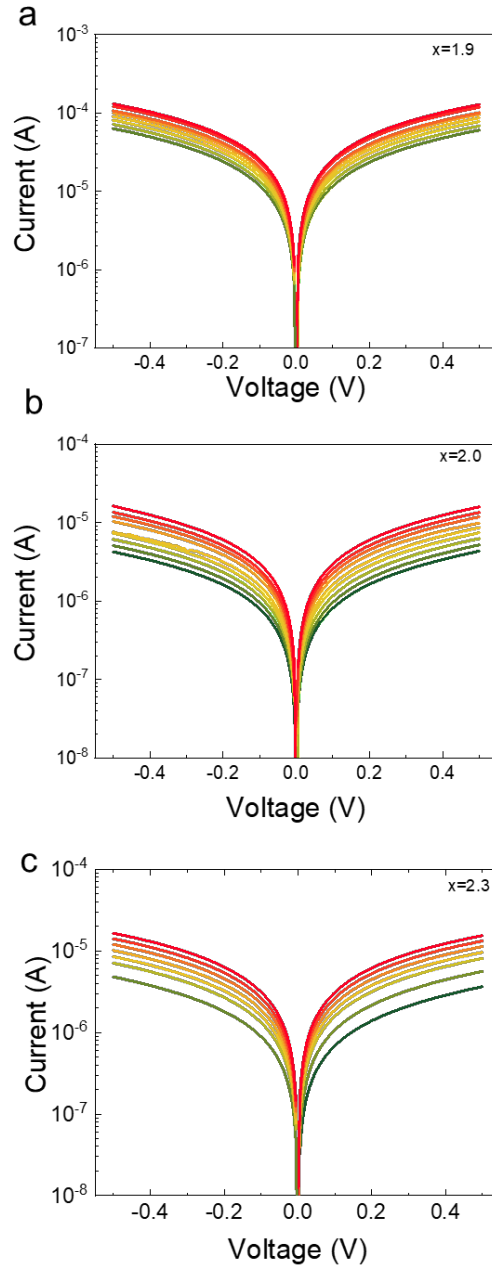 a
x=1.9
Current (A)
10⁻³
10⁻⁴
10⁻⁵
10⁻⁶
10⁻⁷
-0.4 -0.2 0.0 0.2 0.4
Voltage (V)
b
x=2.0
Current (A)
10⁻⁴
10⁻⁵
10⁻⁶
10⁻⁷
10⁻⁸
-0.4 -0.2 0.0 0.2 0.4
Voltage (V)
c
x=2.3
Current (A)
10⁻⁴
10⁻⁵
10⁻⁶
10⁻⁷
10⁻⁸
-0.4 -0.2 0.0 0.2 0.4
Voltage (V)